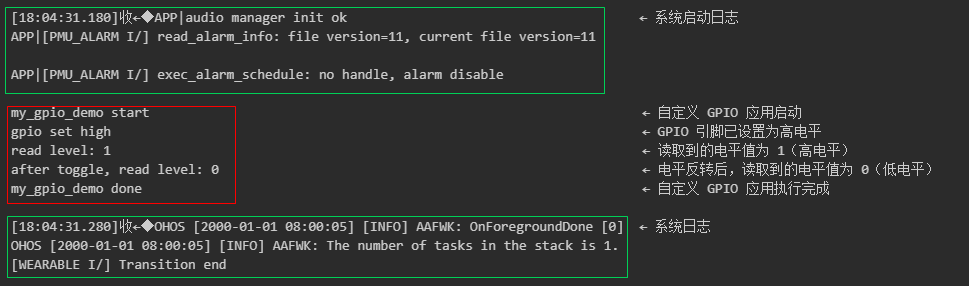 [18:04:31.180]收←◆APP|audio manager init ok ← 系统启动日志
APP|[PMU_ALARM I/] read_alarm_info: file version=11, current file version=11
APP|[PMU_ALARM I/] exec_alarm_schedule: no handle, alarm disable
my_gpio_demo start ← 自定义 GPIO 应用启动
gpio set high ← GPIO 引脚已设置为高电平
read level: 1 ← 读取到的电平值为 1（高电平）
after toggle, read level: 0 ← 电平反转后，读取到的电平值为 0（低电平）
my_gpio_demo done ← 自定义 GPIO 应用执行完成
[18:04:31.280]收←◆OHOS [2000-01-01 08:00:05] [INFO] AAFWK: OnForegroundDone [0] ← 系统日志
OHOS [2000-01-01 08:00:05] [INFO] AAFWK: The number of tasks in the stack is 1.
[WEARABLE I/] Transition end